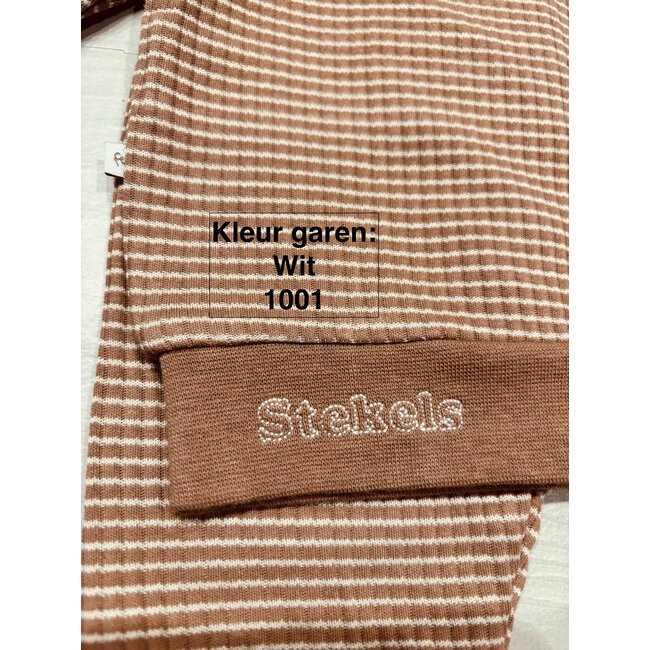 Kleur garen:
Wit
1001
Stekels